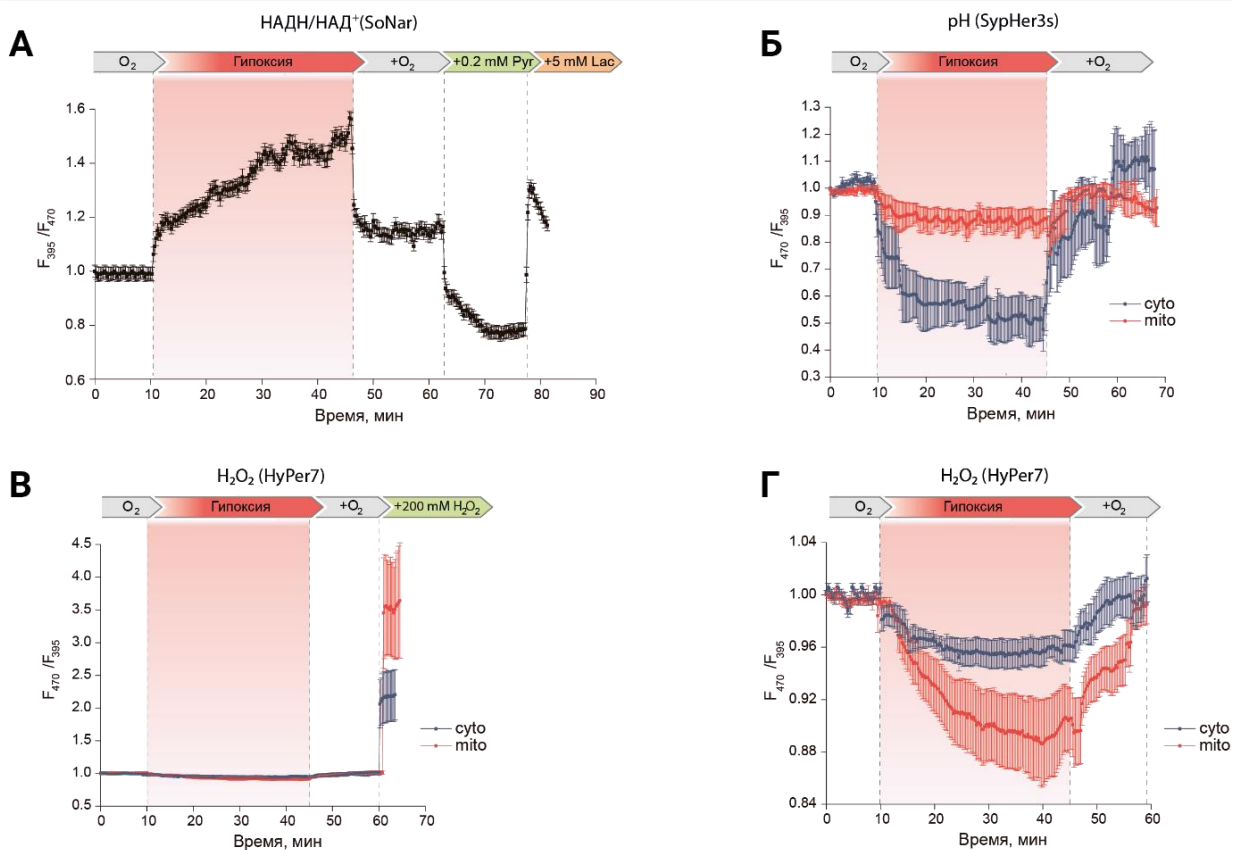 А
НАДН/НАД⁺(SoNar)
O₂ Гипоксия +O₂ +0.2 mM Pyr +5 mM Lac
F₃₉₅ /F₄₇₀
1.6
1.4
1.2
1.0
0.8
0.6
0 10 20 30 40 50 60 70 80 90
Время, мин
Б
pH (SypHer3s)
O₂ Гипоксия +O₂
F₄₇₀ /F₃₉₅
1.3
1.2
1.1
1.0
0.9
0.8
0.7
0.6
0.5
0.4
0.3
cyto
mito
0 10 20 30 40 50 60 70
Время, мин
В
H₂O₂ (HyPer7)
O₂ Гипоксия +O₂ +200 mM H₂O₂
F₄₇₀ /F₃₉₅
4.5
4.0
3.5
3.0
2.5
2.0
1.5
1.0
0.5
cyto
mito
0 10 20 30 40 50 60 70
Время, мин
Г
H₂O₂ (HyPer7)
O₂ Гипоксия +O₂
F₄₇₀ /F₃₉₅
1.04
1.00
0.96
0.92
0.88
0.84
cyto
mito
0 10 20 30 40 50 60
Время, мин